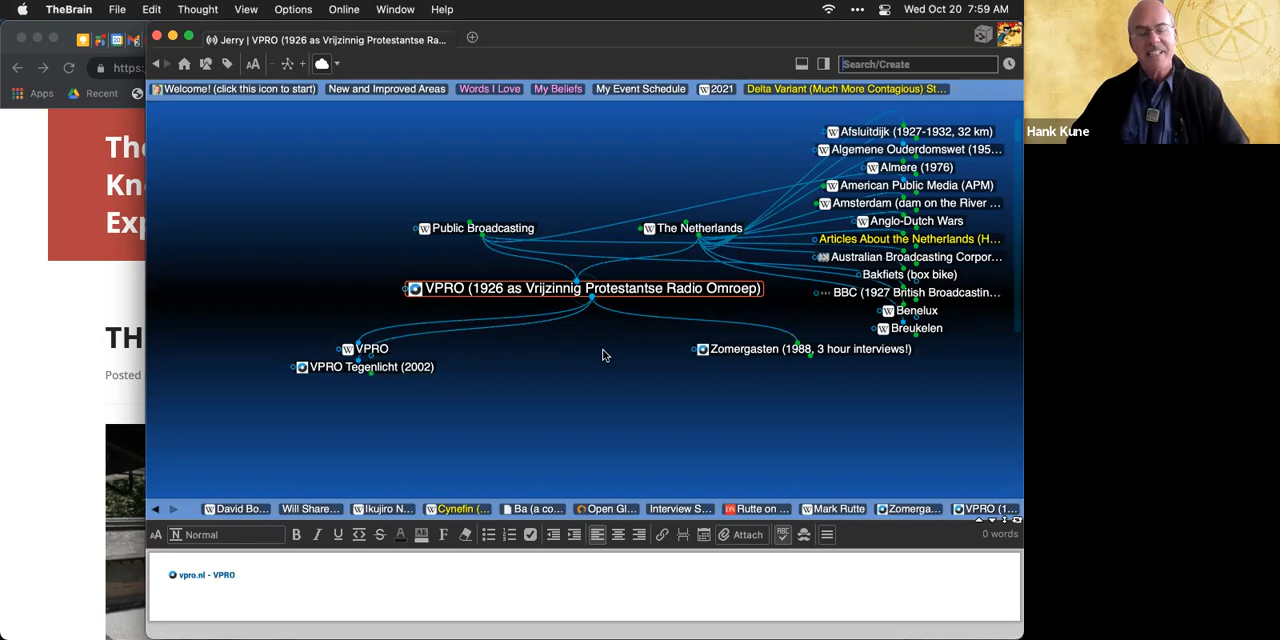 TheBrain File Edit Thought View Options Online Window Help Wed Oct 20 7:59 AM
Jerry | VPRO (1926 as Vrijzinnig Protestantse Ra...
https:
Search/Create
Apps Recent
Welcome! (click this icon to start) New and Improved Areas Words I Love My Beliefs My Event Schedule 2021 Delta Variant (Much More Contagious) St...
Hank Kune
The
Kn
Exp
Afsluitdijk (1927-1932, 32 km)
Algemene Ouderdomswet (195...
Almere (1976)
American Public Media (APM)
Amsterdam (dam on the River ...
Anglo-Dutch Wars
Articles About the Netherlands (H...
Australian Broadcasting Corpor...
Bakfiets (box bike)
BBC (1927 British Broadcastin...
Benelux
Breukelen
Public Broadcasting The Netherlands
VPRO (1926 as Vrijzinnig Protestantse Radio Omroep)
VPRO
VPRO Tegenlicht (2002)
Zomergasten (1988, 3 hour interviews!)
TH
Posted
David Bo... Will Share... Ikujiro N... Cynefin (... Ba (a co... Open Gl... Interview S... Rutte on ... Mark Rutte Zomerga... VPRO (1...
AA N Normal B I U S A F Attach ABC 0 words
vpro.nl - VPRO